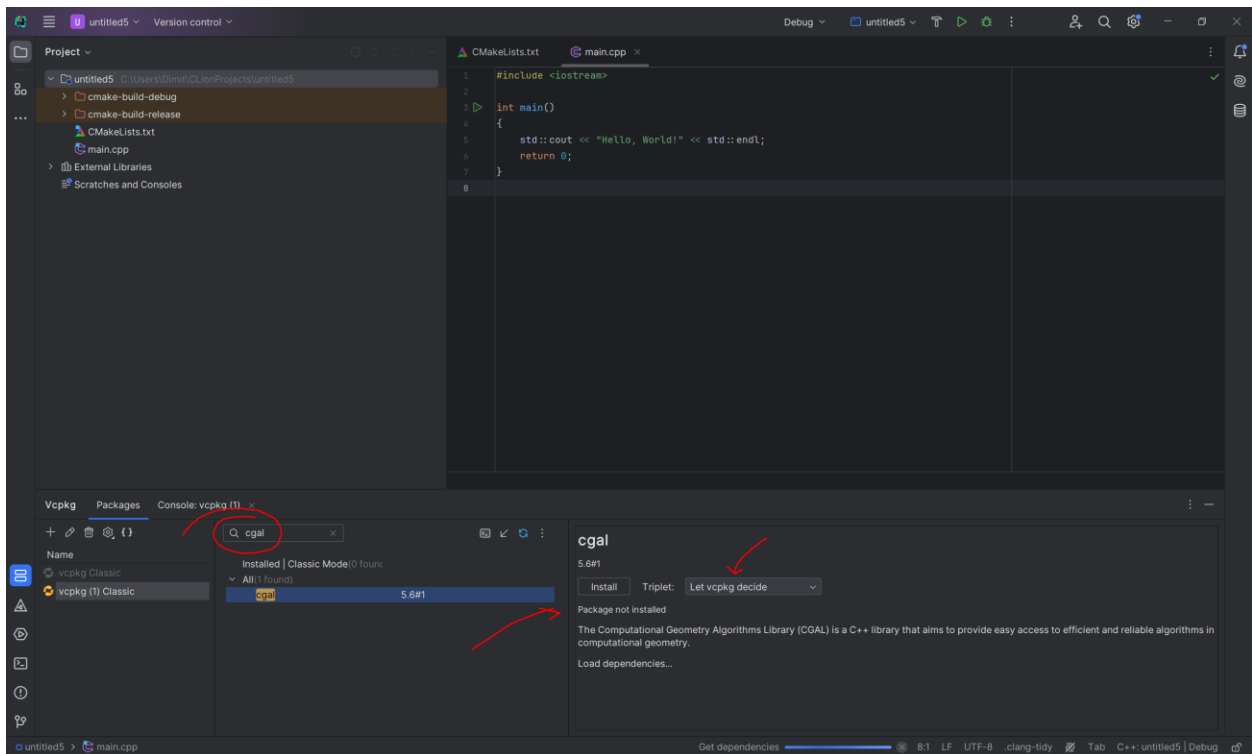 U untitled5 Version control Debug untitled5
Project
untitled5 C:\Users\Dimit\CLionProjects\untitled5
cmake-build-debug
cmake-build-release
CMakeLists.txt
main.cpp
External Libraries
Scratches and Consoles
CMakeLists.txt main.cpp
1 #include <iostream>
2
3 int main()
4 {
5 std::cout << "Hello, World!" << std::endl;
6 return 0;
7 }
8
Vcpkg Packages Console: vcpkg (1)
Name
vcpkg Classic
vcpkg (1) Classic
cgal
Installed | Classic Mode(0 found
All(1 found)
cgal 5.6#1
cgal
5.6#1
Install Triplet: Let vcpkg decide
Package not installed
The Computational Geometry Algorithms Library (CGAL) is a C++ library that aims to provide easy access to efficient and reliable algorithms in
computational geometry.
Load dependencies...
untitled5 > main.cpp Get dependencies 8:1 LF UTF-8 .clang-tidy Tab C++: untitled5 | Debug